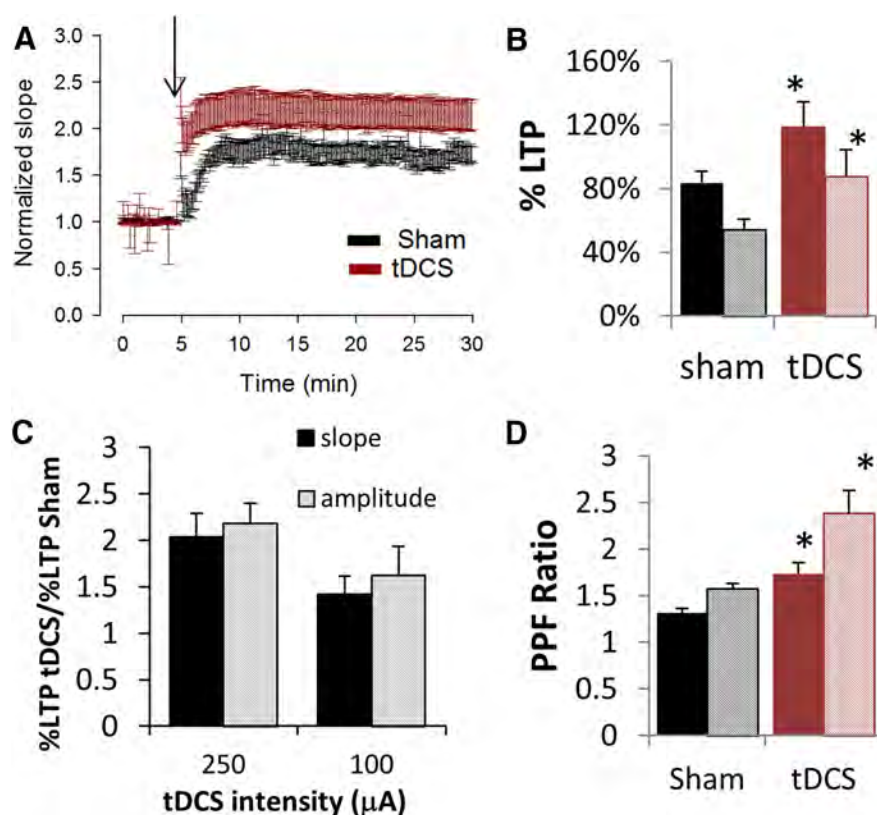 A
Normalized slope
3.0
2.5
2.0
1.5
1.0
0.5
0.0
Sham
tDCS
0 5 10 15 20 25 30
Time (min)
B
% LTP
160%
120%
80%
40%
0%
* *
sham tDCS
C
%LTP tDCS/%LTP Sham
3
2.5
2
1.5
1
0.5
0
slope
amplitude
250 100
tDCS intensity (μA)
D
PPF Ratio
3
2.5
2
1.5
1
0.5
0
* *
Sham tDCS